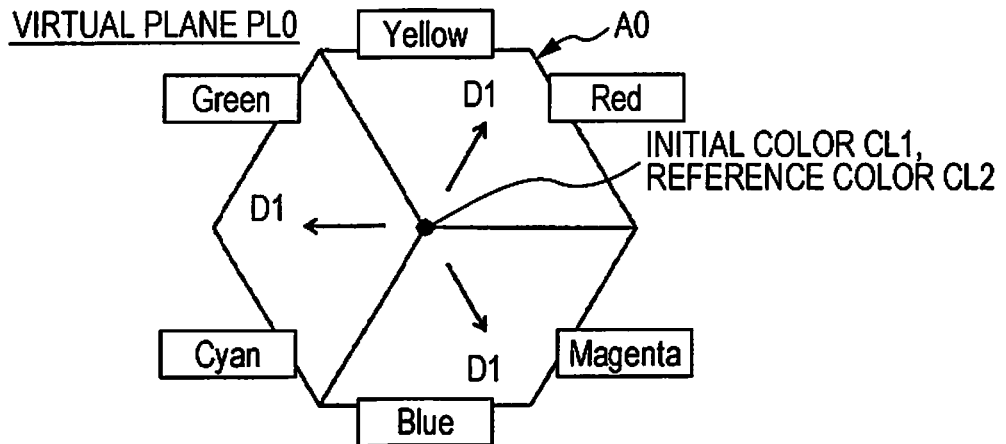 VIRTUAL PLANE PL0
Yellow
A0
Green
D1
Red
INITIAL COLOR CL1,
REFERENCE COLOR CL2
D1
Cyan
D1
Magenta
Blue